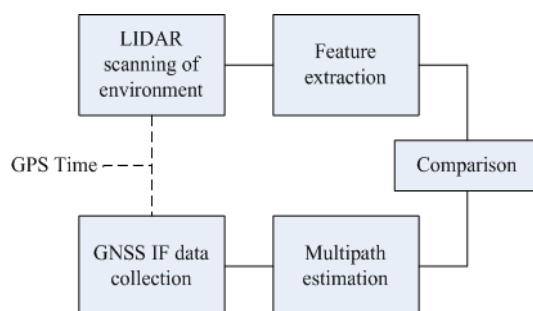 LIDAR
scanning of
environment
Feature
extraction
GPS Time
Comparison
GNSS IF data
collection
Multipath
estimation